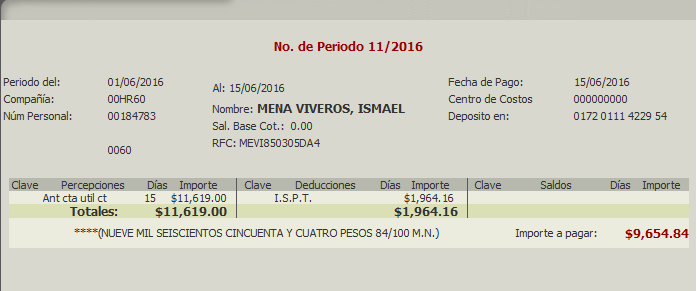 No. de Periodo 11/2016
Periodo del: 01/06/2016 Al: 15/06/2016 Fecha de Pago: 15/06/2016
Compañía: 00HR60 Nombre: MENA VIVEROS, ISMAEL Centro de Costos 000000000
Núm Personal: 00184783 Sal. Base Cot.: 0.00 Deposito en: 0172 0111 4229 54
0060 RFC: MEVI850305DA4
Clave Percepciones Días Importe Clave Deducciones Días Importe Clave Saldos Días Importe
Ant cta util ct 15 $11,619.00 I.S.P.T. $1,964.16
Totales: $11,619.00 $1,964.16
****(NUEVE MIL SEISCIENTOS CINCUENTA Y CUATRO PESOS 84/100 M.N.) Importe a pagar: $9,654.84